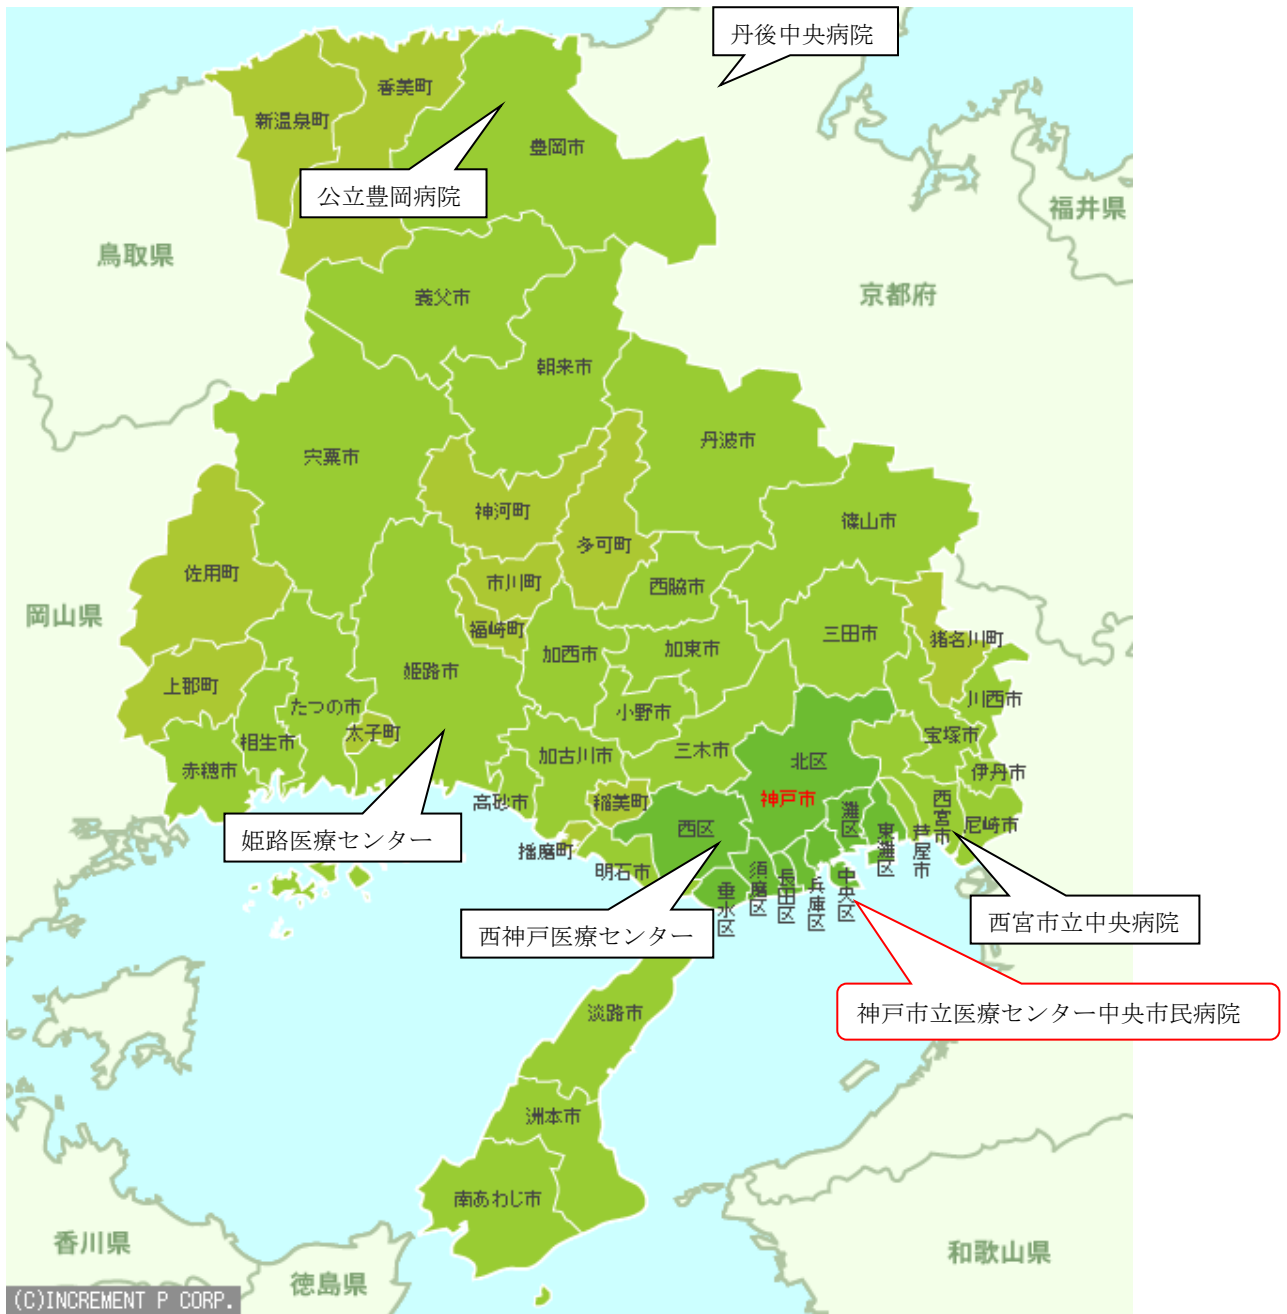 丹後中央病院
香美町
新温泉町
豊岡市
公立豊岡病院
福井県
鳥取県
京都府
養父市
朝来市
丹波市
宍粟市
神河町
篠山市
多可町
佐用町
市川町
西脇市
岡山県
福崎町
三田市
猪名川町
加西市
加東市
姫路市
上郡町
川西市
たつの市
小野市
太子町
宝塚市
相生市
加古川市
三木市
北区
赤穂市
伊丹市
高砂市
稲美町
神戸市
西宮市
灘区
西区
尼崎市
東灘区
芦屋市
姫路医療センター
播磨町
明石市
須磨区
長田区
兵庫区
中央区
垂水区
西神戸医療センター
西宮市立中央病院
神戸市立医療センター中央市民病院
淡路市
洲本市
南あわじ市
香川県
徳島県
和歌山県
(C)INCREMENT P CORP.